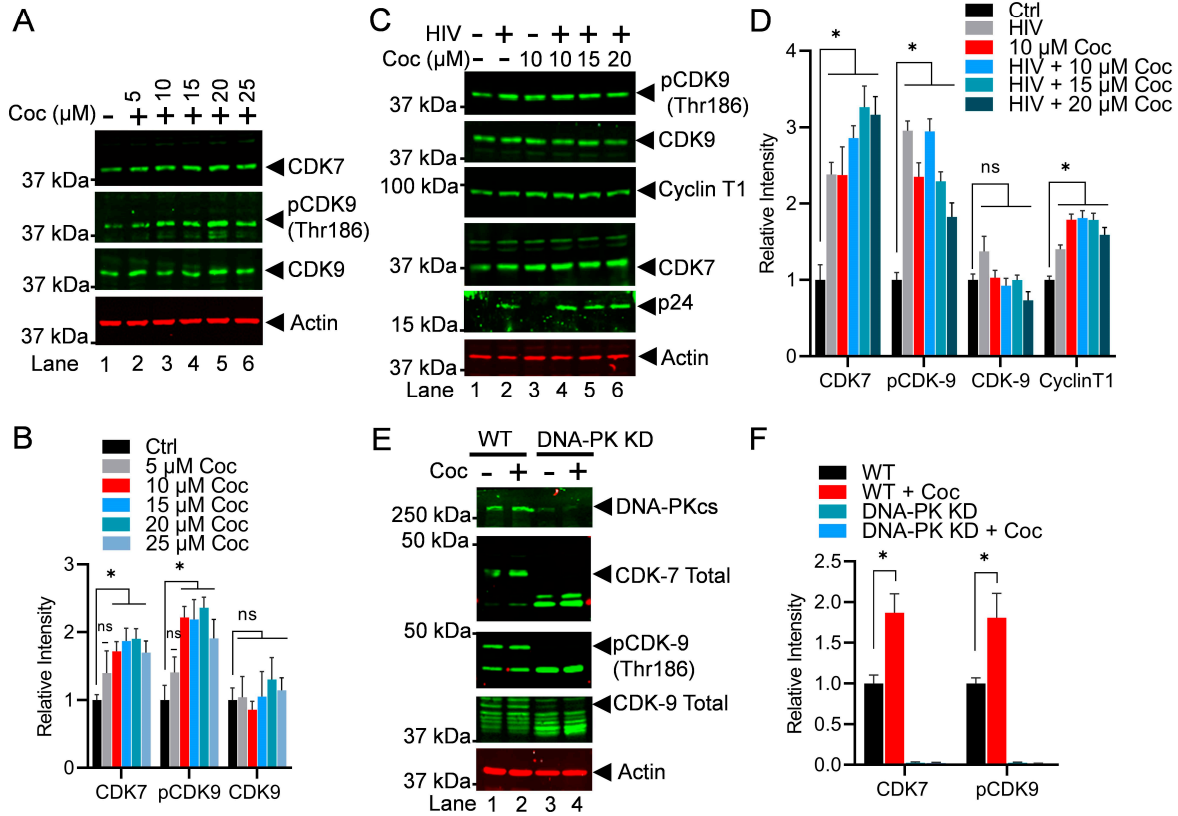 A
5 10 15 20 25
Coc (μM) - + + + + +
CDK7
37 kDa
pCDK9
(Thr186)
37 kDa
CDK9
37 kDa
Actin
37 kDa
Lane 1 2 3 4 5 6
B
Ctrl
5 μM Coc
10 μM Coc
15 μM Coc
20 μM Coc
25 μM Coc
Relative Intensity
3
2
1
0
ns
*
ns
*
ns
CDK7 pCDK9 CDK9
C
HIV - + - + + +
Coc (μM) - - 10 10 15 20
pCDK9
(Thr186)
37 kDa
CDK9
37 kDa
100 kDa
Cyclin T1
37 kDa
CDK7
p24
15 kDa
Actin
37 kDa
Lane 1 2 3 4 5 6
D
Ctrl
HIV
10 μM Coc
HIV + 10 μM Coc
HIV + 15 μM Coc
HIV + 20 μM Coc
Relative Intensity
4
3
2
1
0
*
*
ns
*
CDK7 pCDK-9 CDK-9 CyclinT1
E
WT DNA-PK KD
Coc - + - +
DNA-PKcs
250 kDa
50 kDa
CDK-7 Total
50 kDa
pCDK-9
(Thr186)
CDK-9 Total
37 kDa
Actin
37 kDa
Lane 1 2 3 4
F
WT
WT + Coc
DNA-PK KD
DNA-PK KD + Coc
Relative Intensity
2.5
2.0
1.5
1.0
0.5
0.0
*
*
CDK7 pCDK9